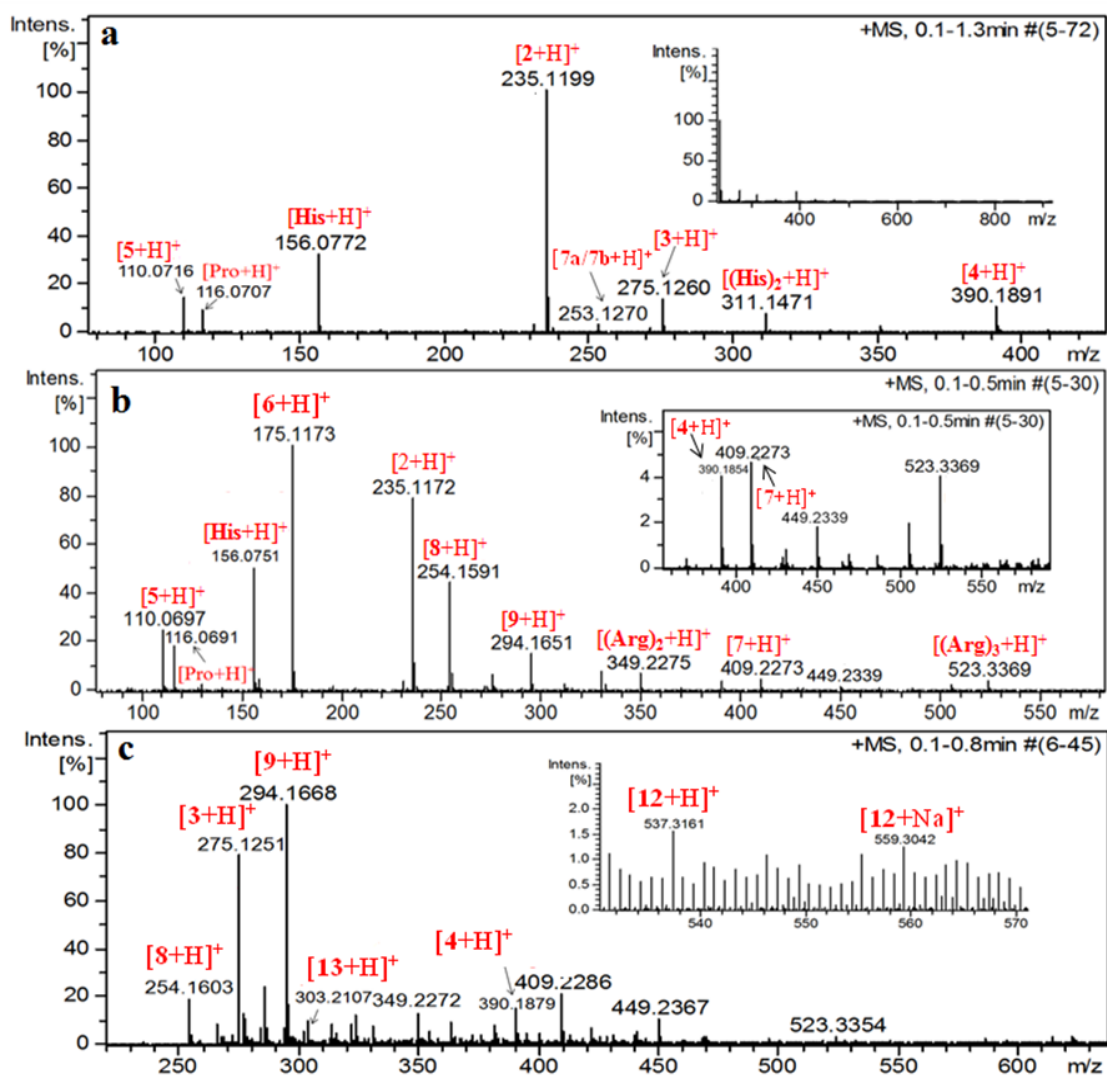 a
Intens.
[%]
+MS, 0.1-1.3min #(5-72)
[2+H]+
235.1199
[His+H]+
156.0772
[5+H]+
110.0716
[Pro+H]+
116.0707
[7a/7b+H]+
253.1270
[3+H]+
275.1260
[(His)2+H]+
311.1471
[4+H]+
390.1891
100
80
60
40
20
0
100 150 200 250 300 350 400 m/z
Intens.
[%]
100
50
0
400 600 800 m/z
b
Intens.
[%]
+MS, 0.1-0.5min #(5-30)
[6+H]+
175.1173
[2+H]+
235.1172
[His+H]+
156.0751
[8+H]+
254.1591
[5+H]+
110.0697
116.0691
[Pro+H]+
[9+H]+
294.1651
[(Arg)2+H]+
349.2275
[7+H]+
409.2273
449.2339
[(Arg)3+H]+
523.3369
100
80
60
40
20
0
100 150 200 250 300 350 400 450 500 550 m/z
Intens.
[%]
+MS, 0.1-0.5min #(5-30)
[4+H]+
390.1854
409.2273
[7+H]+
449.2339
523.3369
4
2
0
400 450 500 550 m/z
c
Intens.
[%]
+MS, 0.1-0.8min #(6-45)
[9+H]+
294.1668
[3+H]+
275.1251
[8+H]+
254.1603
[13+H]+
303.2107
349.2272
[4+H]+
390.1879
409.2286
449.2367
523.3354
100
80
60
40
20
0
250 300 350 400 450 500 550 600 m/z
Intens.
[%]
[12+H]+
537.3161
[12+Na]+
559.3042
2.0
1.5
1.0
0.5
0.0
540 550 560 570 m/z